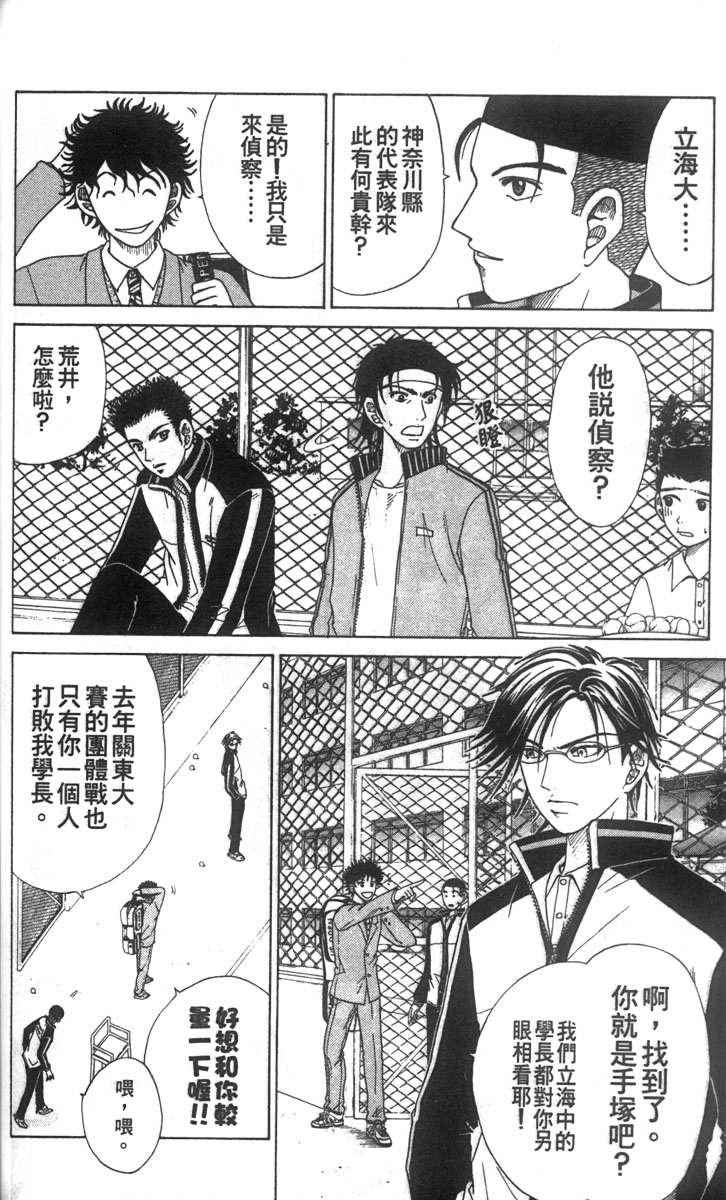 立海大……
神奈川縣
的代表隊來
此有何貴幹？
是的！我只是
來偵察……
他説偵察？
狠瞪
荒井，
怎麼啦？
啊，找到了。
你就是手塚吧？
我們立海中的
學長都對你另
眼相看耶！
去年關東大
賽的團體戰也
只有你一個人
打敗我學長。
好想和你較
量一下喔！！
喂，喂。